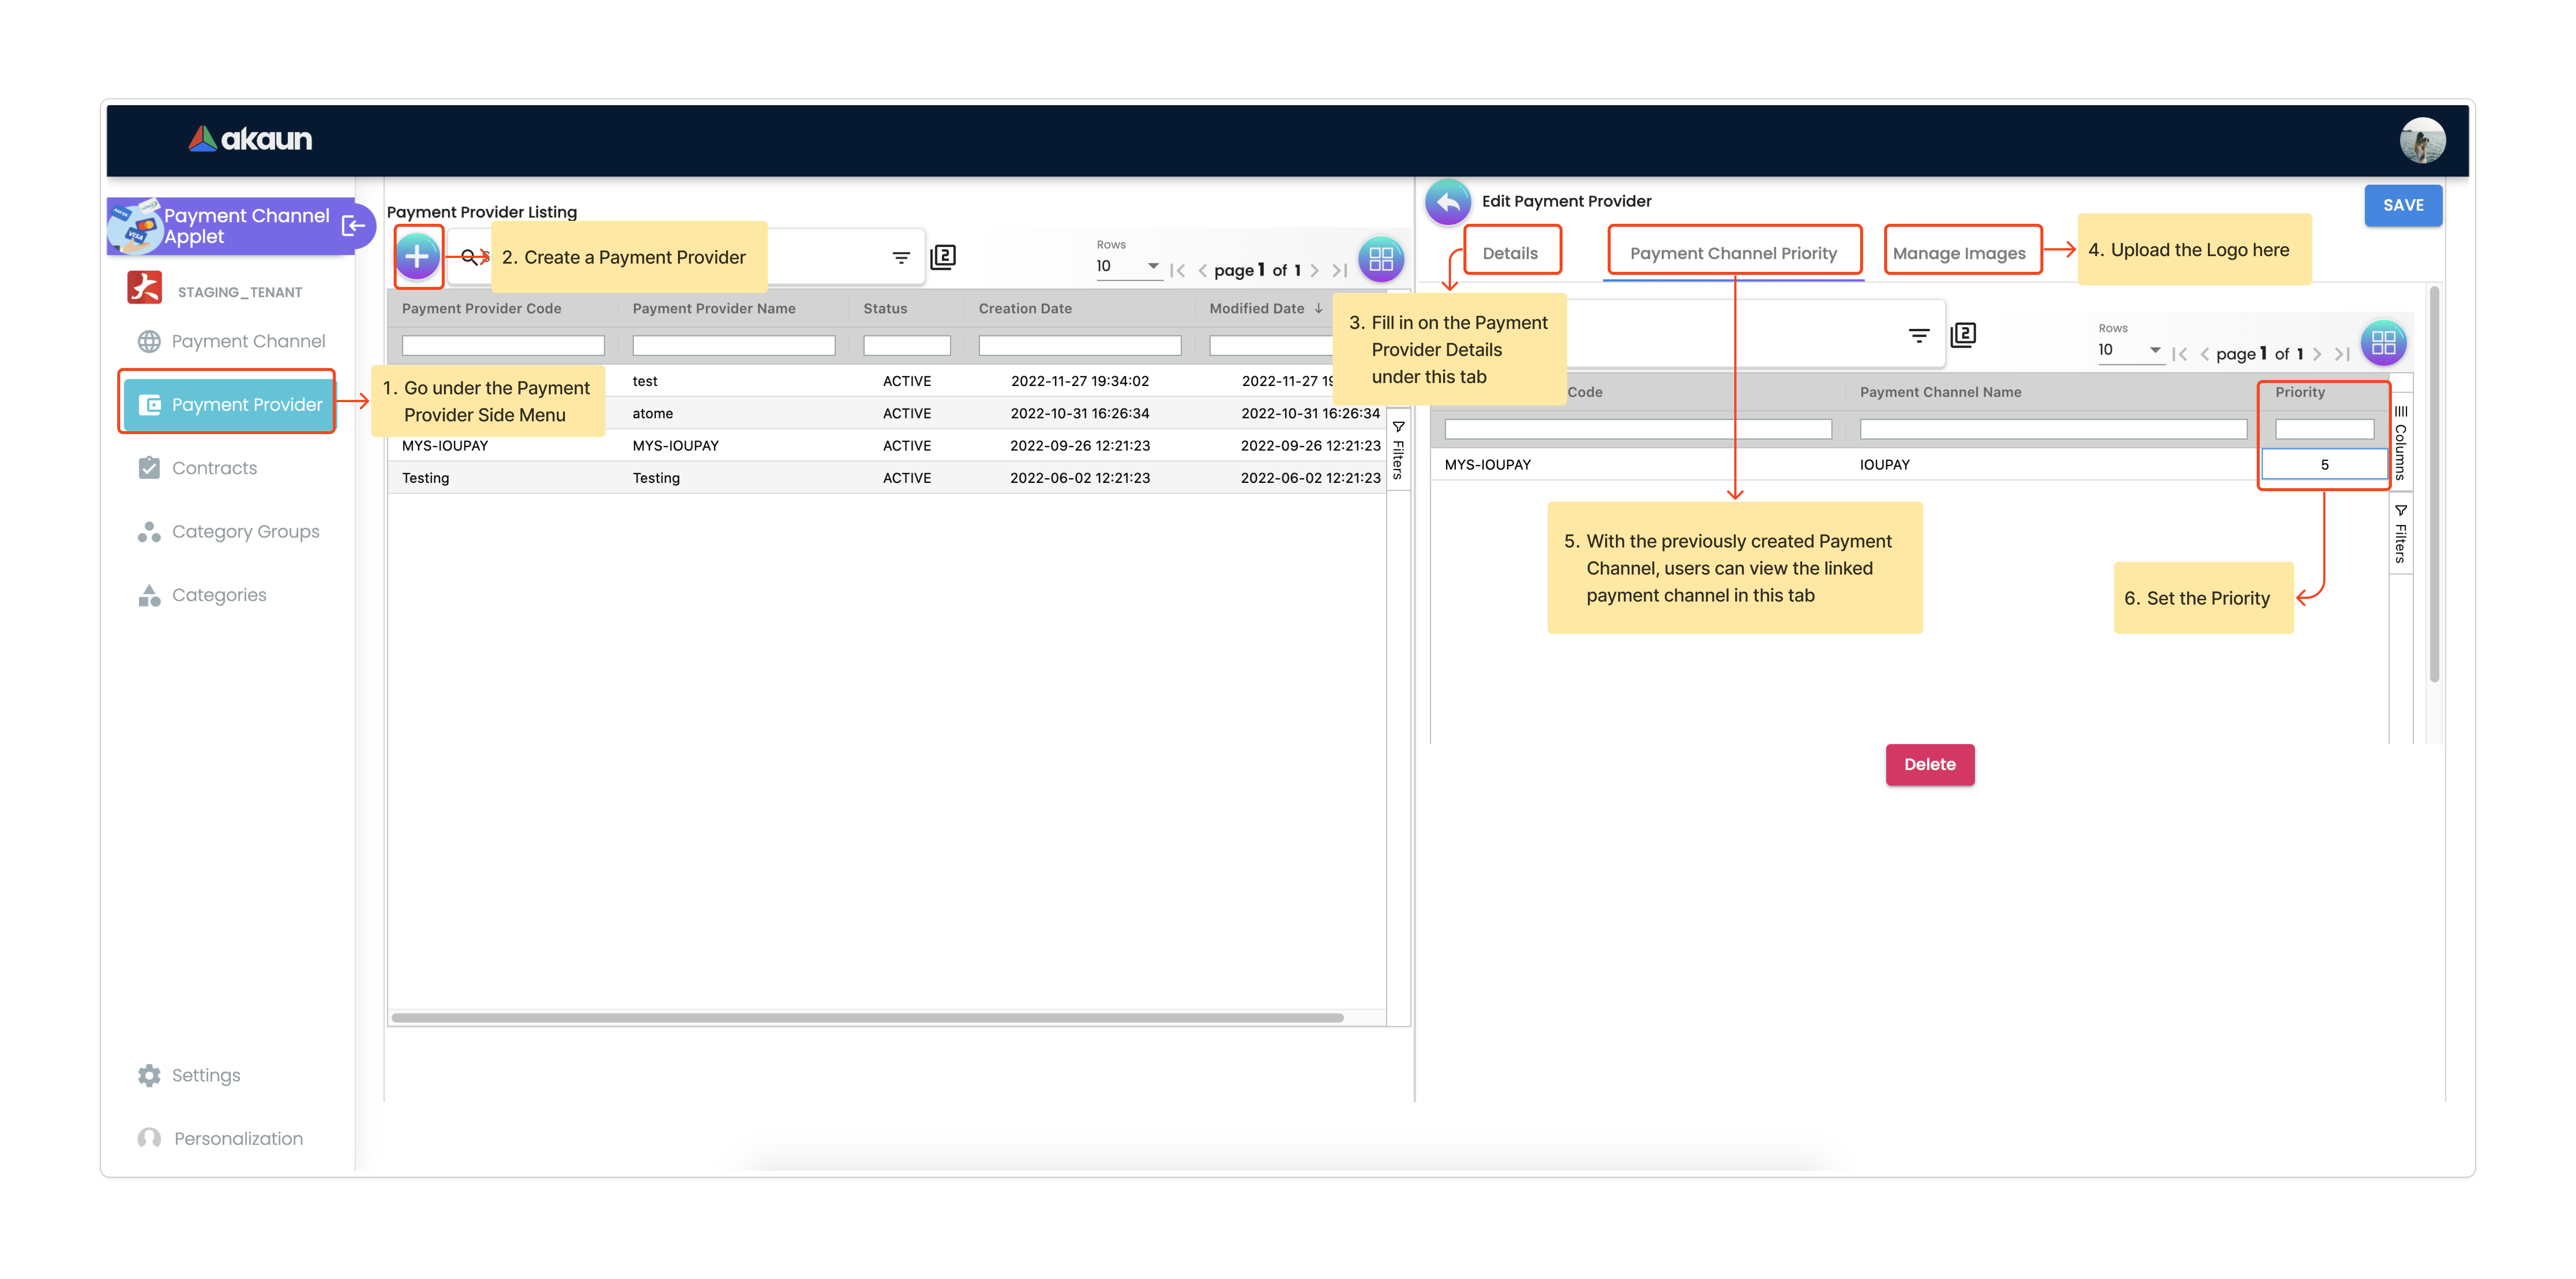 akaun
Payment Channel
Applet
STAGING_TENANT
Payment Channel
Payment Provider
Contracts
Category Groups
Categories
Settings
Personalization
1. Go under the Payment
Provider Side Menu
Payment Provider Listing
2. Create a Payment Provider
2
Rows
10
page 1 of 1
Payment Provider Code Payment Provider Name Status Creation Date Modified Date
test ACTIVE 2022-11-27 19:34:02 2022-11-27
atome ACTIVE 2022-10-31 16:26:34 2022-10-31 16:26:34
MYS-IOUPAY MYS-IOUPAY ACTIVE 2022-09-26 12:21:23 2022-09-26 12:21:23
Testing Testing ACTIVE 2022-06-02 12:21:23 2022-06-02 12:21:23
Filters
Edit Payment Provider
SAVE
Details Payment Channel Priority Manage Images
4. Upload the Logo here
3. Fill in on the Payment
Provider Details
under this tab
2
Rows
10
page 1 of 1
Code Payment Channel Name Priority
MYS-IOUPAY IOUPAY 5
Columns
Filters
5. With the previously created Payment
Channel, users can view the linked
payment channel in this tab
6. Set the Priority
Delete